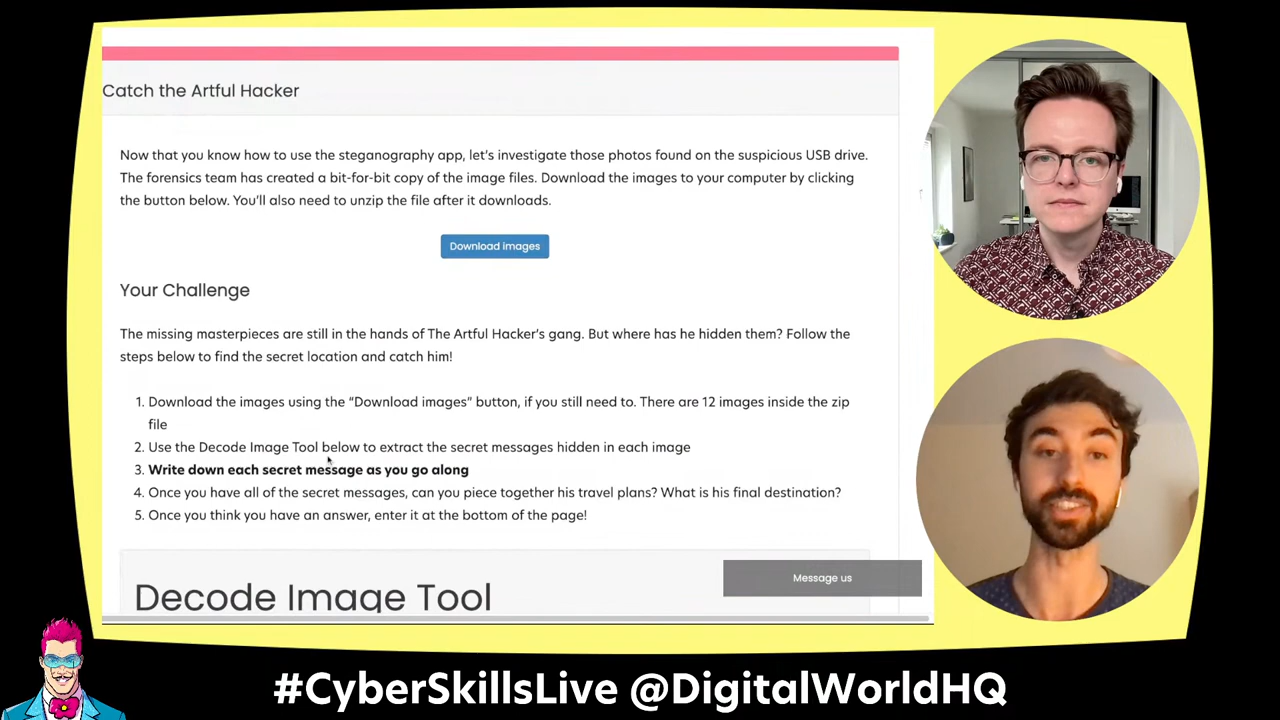 Catch the Artful Hacker
Now that you know how to use the steganography app, let's investigate those photos found on the suspicious USB drive.
The forensics team has created a bit-for-bit copy of the image files. Download the images to your computer by clicking
the button below. You'll also need to unzip the file after it downloads.
Download images
Your Challenge
The missing masterpieces are still in the hands of The Artful Hacker's gang. But where has he hidden them? Follow the
steps below to find the secret location and catch him!
1. Download the images using the “Download images” button, if you still need to. There are 12 images inside the zip
file
2. Use the Decode Image Tool below to extract the secret messages hidden in each image
3. Write down each secret message as you go along
4. Once you have all of the secret messages, can you piece together his travel plans? What is his final destination?
5. Once you think you have an answer, enter it at the bottom of the page!
Decode Image Tool
Message us
#CyberSkillsLive @DigitalWorldHQ